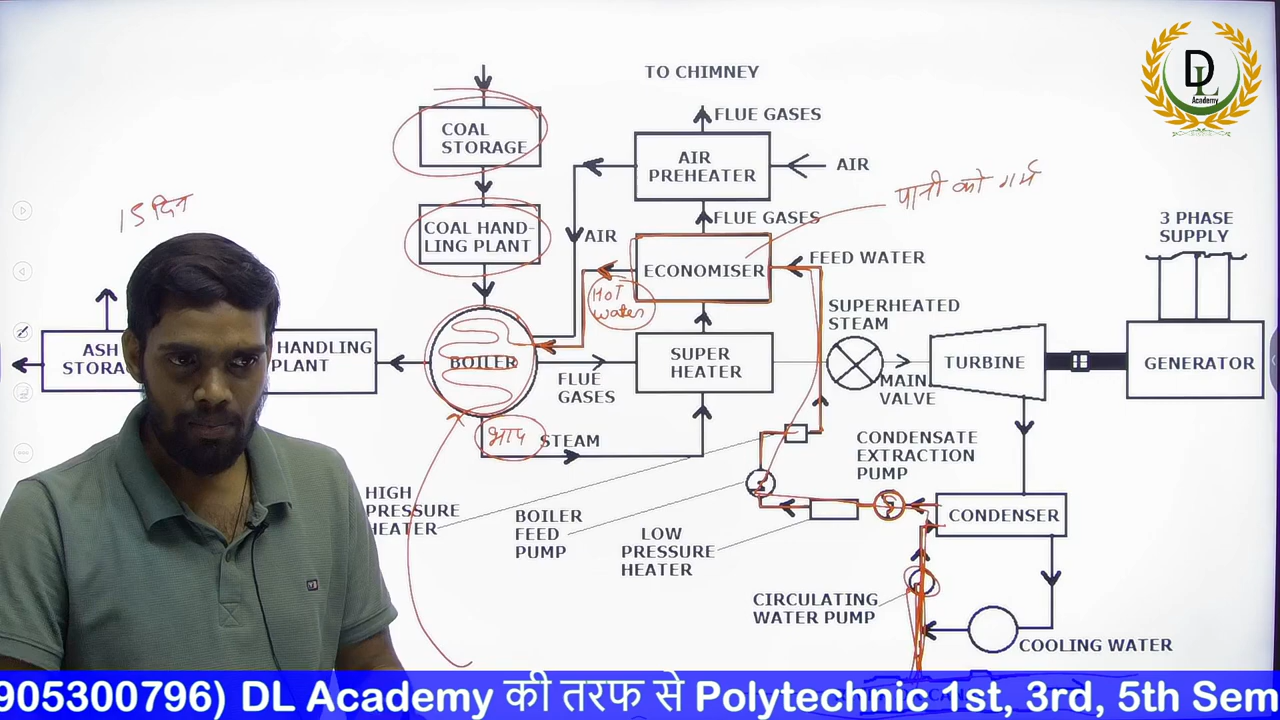 TO CHIMNEY
D
L
Academy
FLUE GASES
COAL
STORAGE
AIR
PREHEATER
AIR
पानी को गर्म
15 दिन
COAL HAND-
LING PLANT
FLUE GASES
3 PHASE
SUPPLY
AIR
FEED WATER
ECONOMISER
HOT
water
SUPERHEATED
STEAM
ASH
STORA
HANDLING
PLANT
BOILER
SUPER
HEATER
TURBINE
GENERATOR
FLUE
GASES
MAIN
VALVE
भाप
STEAM
CONDENSATE
EXTRACTION
PUMP
HIGH
PRESSURE
HEATER
BOILER
FEED
PUMP
LOW
PRESSURE
HEATER
CONDENSER
CIRCULATING
WATER PUMP
COOLING WATER
905300796) DL Academy की तरफ से Polytechnic 1st, 3rd, 5th Sem